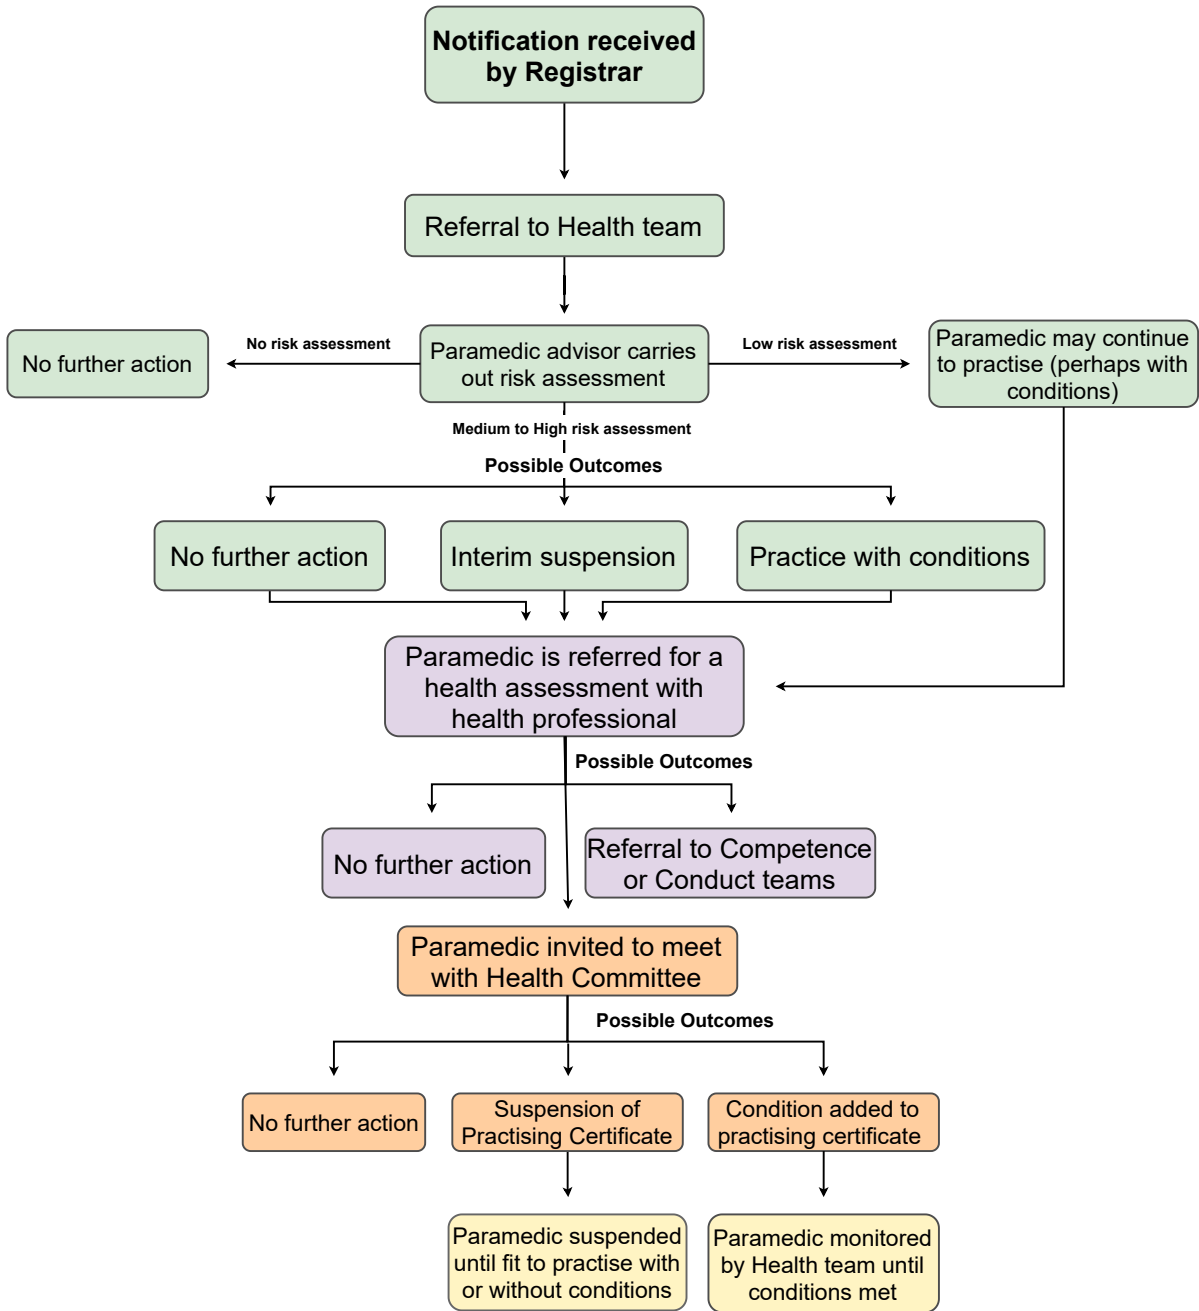 Notification received
by Registrar
Referral to Health team
No further action
No risk assessment
Paramedic advisor carries
out risk assessment
Low risk assessment
Paramedic may continue
to practise (perhaps with
conditions)
Medium to High risk assessment
Possible Outcomes
No further action
Interim suspension
Practice with conditions
Paramedic is referred for a
health assessment with
health professional
Possible Outcomes
No further action
Referral to Competence
or Conduct teams
Paramedic invited to meet
with Health Committee
Possible Outcomes
No further action
Suspension of
Practising Certificate
Condition added to
practising certificate
Paramedic suspended
until fit to practise with
or without conditions
Paramedic monitored
by Health team until
conditions met